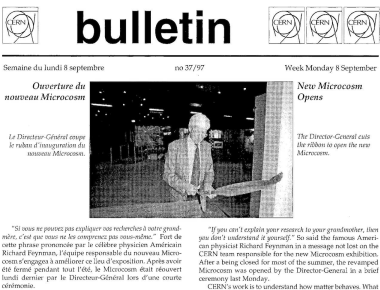 CERN
CERN
bulletin
CERN
CERN
CERN
Semaine du lundi 8 septembre
no 37/97
Week Monday 8 September
Ouverture du
nouveau Microcosm
Le Directeur-Général coupe
le ruban d'inauguration du
nouveau Microcosm.
New Microcosm
Opens
The Director-General cuts
the ribbon to open the new
Microcosm.
"Si vous ne pouvez pas expliquer vos recherches à votre grand-
mère, c'est que vous ne les comprenez pas vous-même." Fort de
cette phrase prononcée par le célèbre physicien Américain
Richard Feynman, l'équipe responsable du nouveau Micro-
cosm s'engagea à améliorer ce lieu d'exposition. Après avoir
été fermé pendant tout l'été, le Microcosm était réouvert
lundi dernier par le Directeur-Général lors d'une courte
cérémonie.
"If you can't explain your research to your grandmother, then
you don't understand it yourself." So said the famous Ameri-
can physicist Richard Feynman in a message not lost on the
CERN team responsible for the new Microcosm exhibition.
After a being closed for most of the summer, the revamped
Microcosm was opened by the Director-General in a brief
ceremony last Monday.
CERN's work is to understand how matter behaves. What